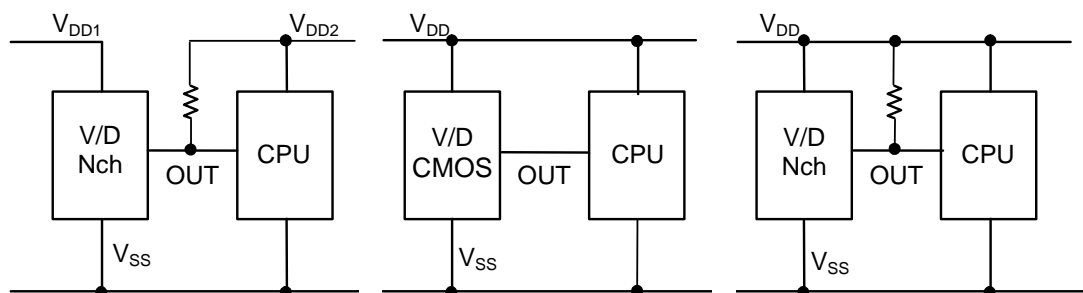 VDD1
VDD2
V/D
Nch
OUT
CPU
VSS
VDD
V/D
CMOS
OUT
CPU
VSS
VDD
V/D
Nch
OUT
CPU
VSS